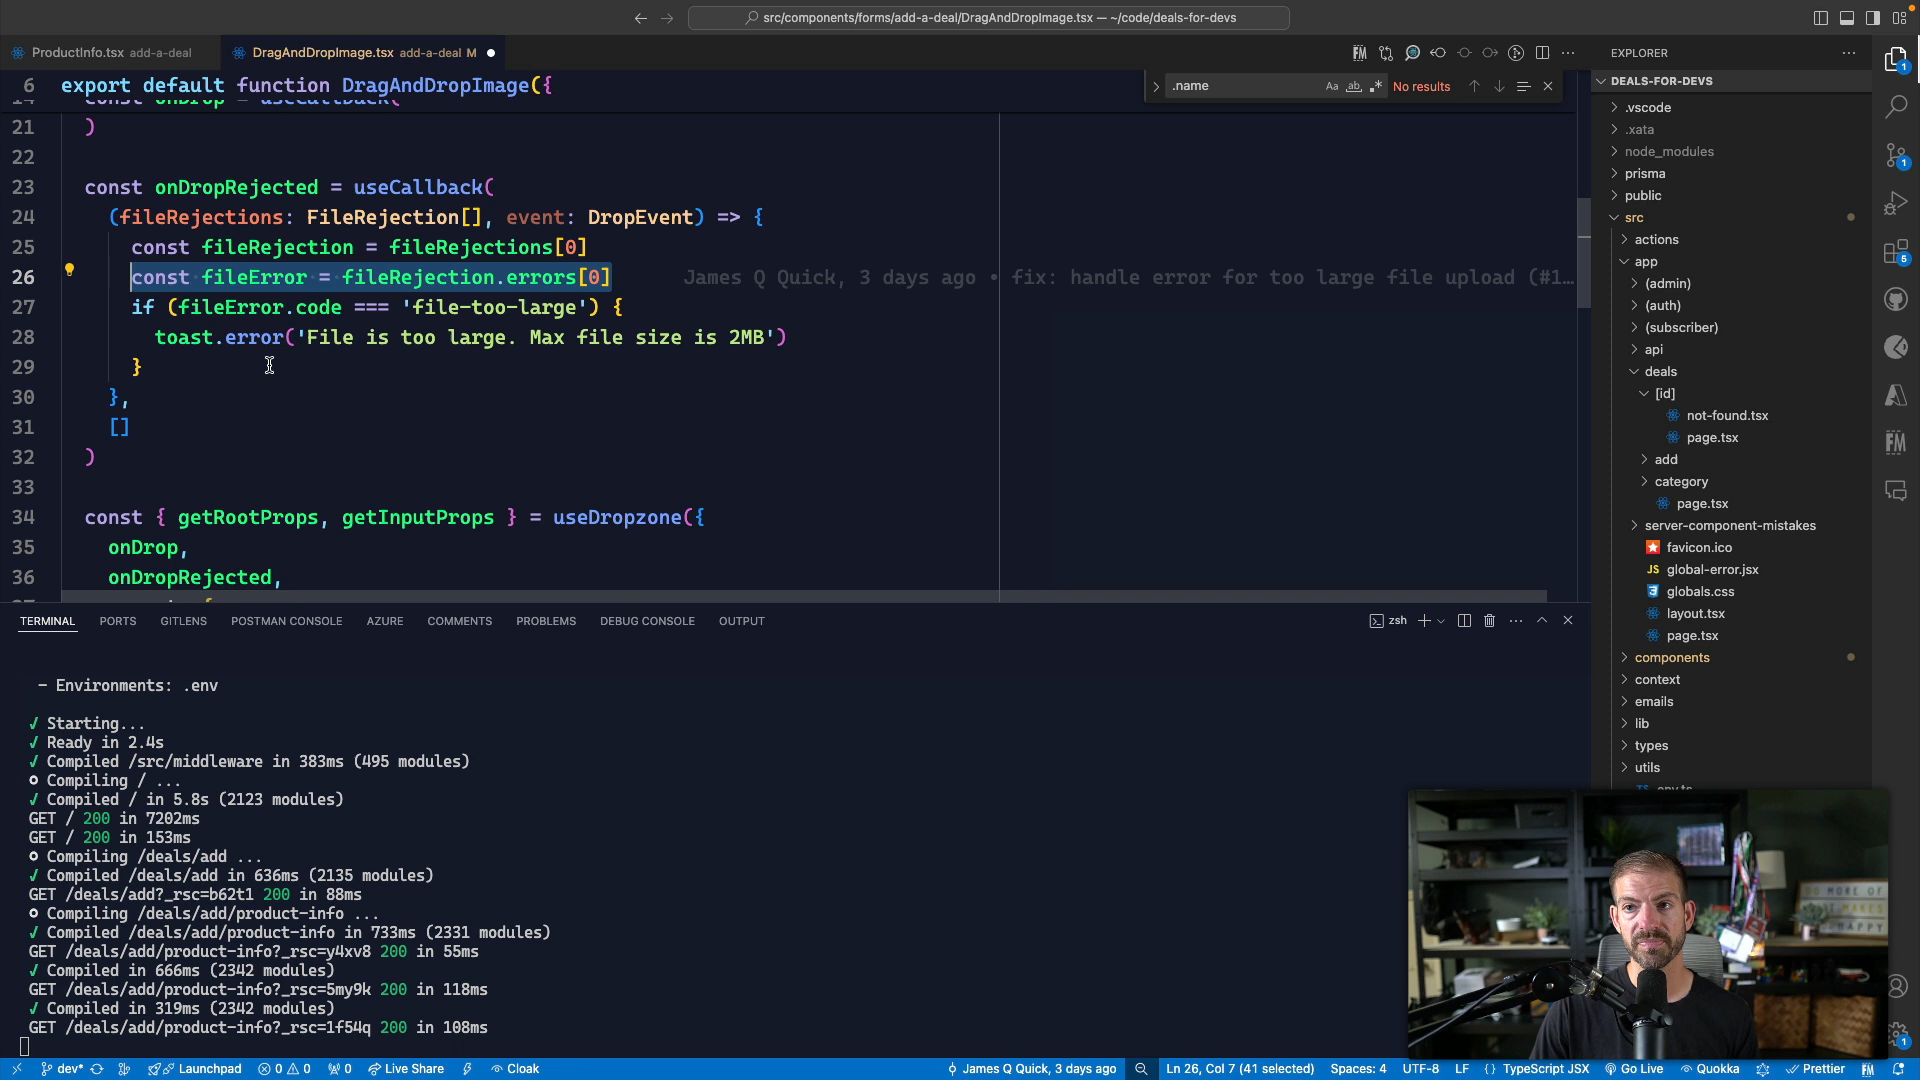 src/components/forms/add-a-deal/DragAndDropImage.tsx — ~/code/deals-for-devs
ProductInfo.tsx add-a-deal
DragAndDropImage.tsx add-a-deal M
EXPLORER
6 export default function DragAndDropImage({
.name
Aa
ab
No results
DEALS-FOR-DEVS
21 )
22
23 const onDropRejected = useCallback(
24 (fileRejections: FileRejection[], event: DropEvent) => {
25 const fileRejection = fileRejections[0]
26 const fileError = fileRejection.errors[0] James Q Quick, 3 days ago • fix: handle error for too large file upload (#1…
27 if (fileError.code === 'file-too-large') {
28 toast.error('File is too large. Max file size is 2MB')
29 }
30 },
31 []
32 )
33
34 const { getRootProps, getInputProps } = useDropzone({
35 onDrop,
36 onDropRejected,
.vscode
.xata
node_modules
prisma
public
src
actions
app
(admin)
(auth)
(subscriber)
api
deals
[id]
not-found.tsx
page.tsx
add
category
page.tsx
server-component-mistakes
favicon.ico
JS global-error.jsx
globals.css
layout.tsx
page.tsx
components
context
emails
lib
types
utils
TERMINAL PORTS GITLENS POSTMAN CONSOLE AZURE COMMENTS PROBLEMS DEBUG CONSOLE OUTPUT
zsh
- Environments: .env
✓ Starting...
✓ Ready in 2.4s
✓ Compiled /src/middleware in 383ms (495 modules)
○ Compiling / ...
✓ Compiled / in 5.8s (2123 modules)
GET / 200 in 7202ms
GET / 200 in 153ms
○ Compiling /deals/add ...
✓ Compiled /deals/add in 636ms (2135 modules)
GET /deals/add?_rsc=b62t1 200 in 88ms
○ Compiling /deals/add/product-info ...
✓ Compiled /deals/add/product-info in 733ms (2331 modules)
GET /deals/add/product-info?_rsc=y4xv8 200 in 55ms
✓ Compiled in 666ms (2342 modules)
GET /deals/add/product-info?_rsc=5my9k 200 in 118ms
✓ Compiled in 319ms (2342 modules)
GET /deals/add/product-info?_rsc=1f54q 200 in 108ms
dev* Launchpad 0 0 0 Live Share Cloak
James Q Quick, 3 days ago Ln 26, Col 7 (41 selected) Spaces: 4 UTF-8 LF {} TypeScript JSX Go Live Quokka Prettier FM